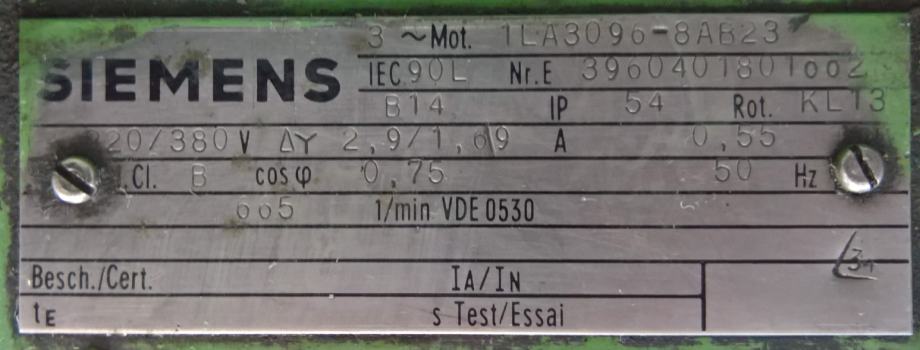 3 ~Mot. 1LA3096-8AB23
SIEMENS
IEC 90L Nr.E 3960401801002
B14 IP 54 Rot. KL13
220/380 V ΔY 2,9/1,69 A 0,55
Cl. B cosφ 0,75 50 Hz
665 1/min VDE 0530
Besch./Cert. IA/IN
tE s Test/Essai